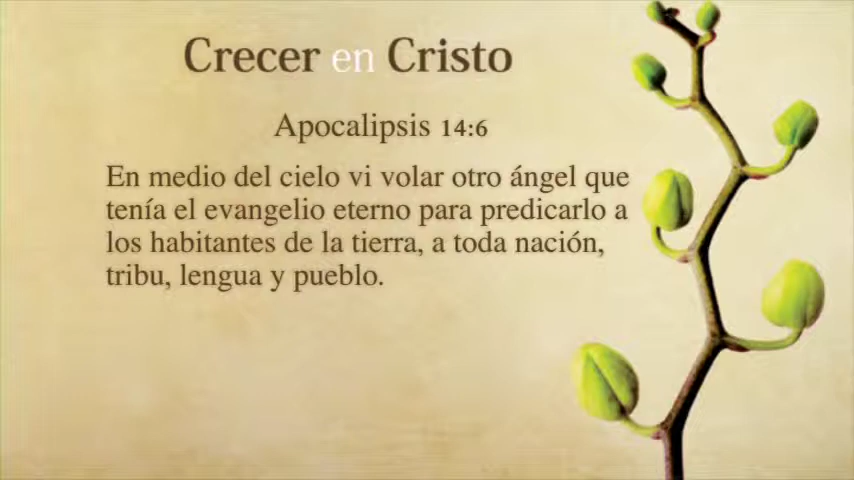 Crecer en Cristo
Apocalipsis 14:6
En medio del cielo vi volar otro ángel que
tenía el evangelio eterno para predicarlo a
los habitantes de la tierra, a toda nación,
tribu, lengua y pueblo.